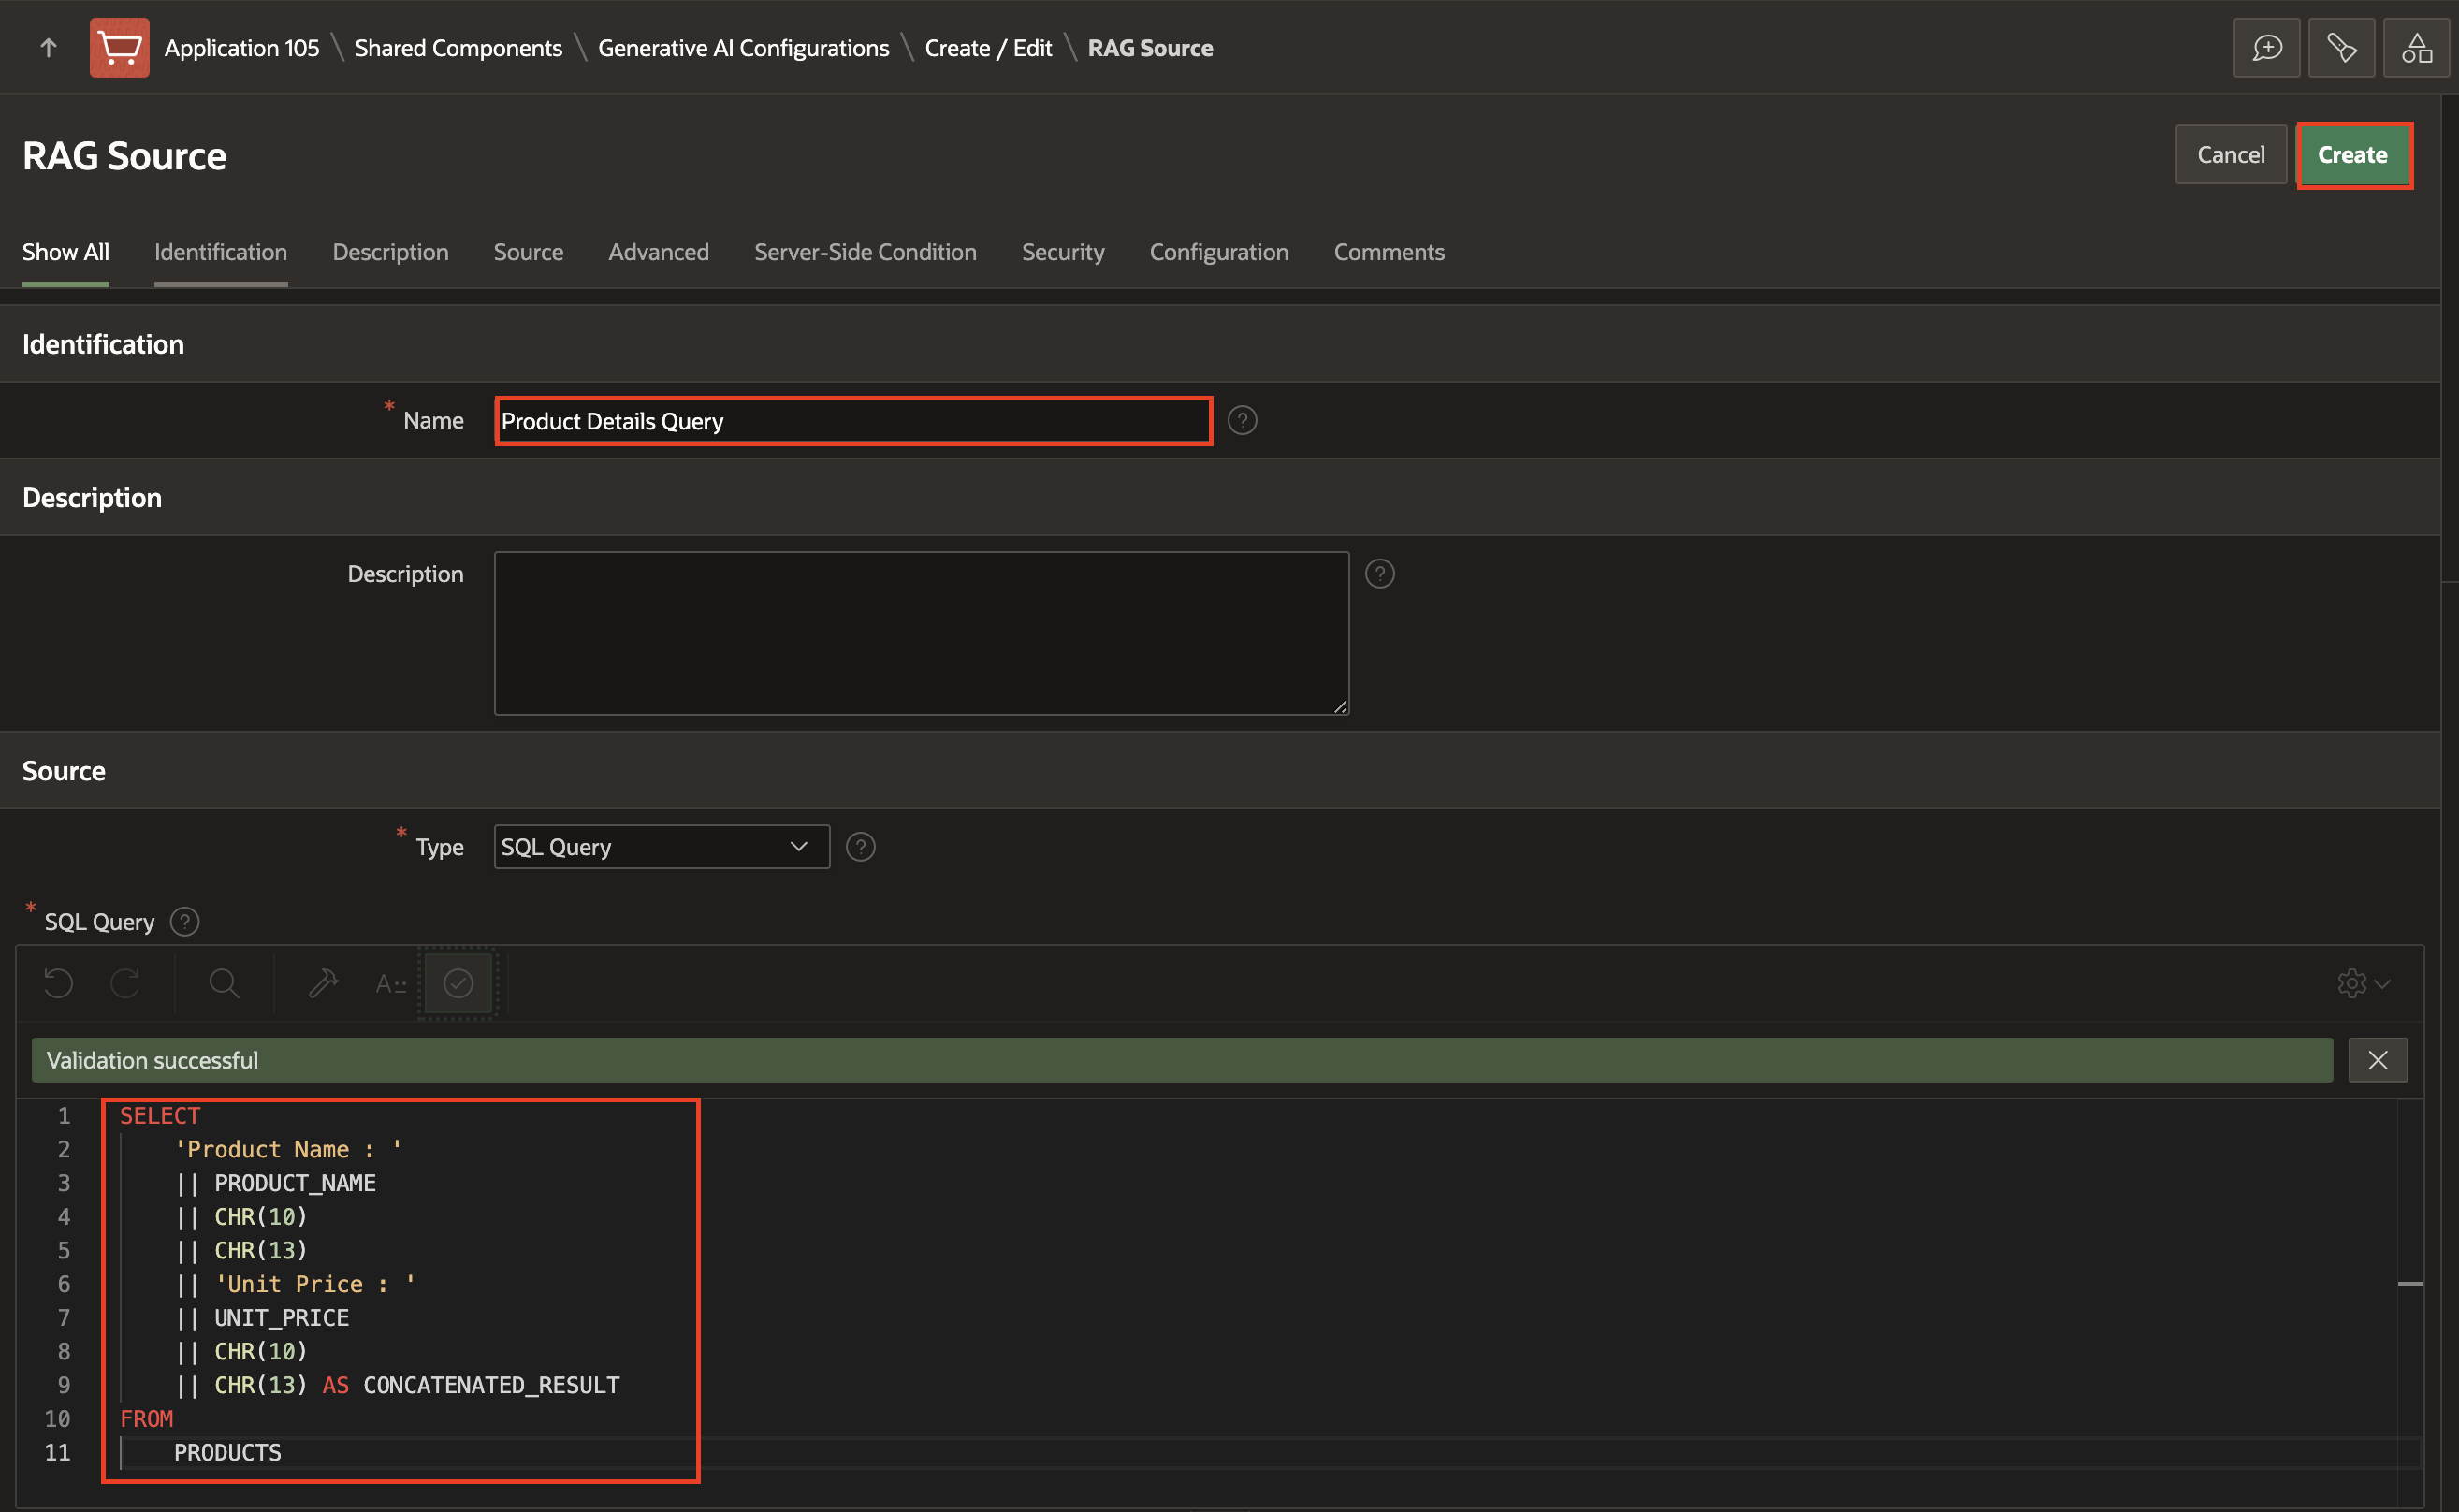 Application 105 \ Shared Components \ Generative AI Configurations \ Create / Edit \ RAG Source
RAG Source
Cancel
Create
Show All Identification Description Source Advanced Server-Side Condition Security Configuration Comments
Identification
* Name Product Details Query ?
Description
Description ?
Source
* Type SQL Query ?
* SQL Query ?
A
Validation successful
1 SELECT
2 'Product Name : '
3 || PRODUCT_NAME
4 || CHR(10)
5 || CHR(13)
6 || 'Unit Price : '
7 || UNIT_PRICE
8 || CHR(10)
9 || CHR(13) AS CONCATENATED_RESULT
10 FROM
11 PRODUCTS